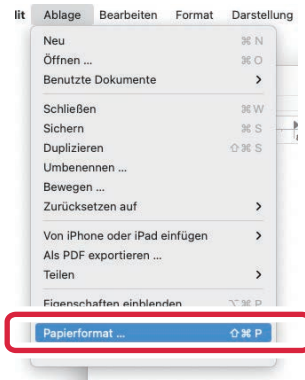 lit Ablage Bearbeiten Format Darstellung
Neu ⌘ N
Öffnen ... ⌘ O
Benutzte Dokumente >
Schließen ⌘ W
Sichern ⌘ S
Duplizieren ⇧ ⌘ S
Umbenennen ...
Bewegen ...
Zurücksetzen auf >
Von iPhone oder iPad einfügen >
Als PDF exportieren ...
Teilen >
Eigenschaften einblenden ⌥ ⌘ P
Papierformat ... ⇧ ⌘ P